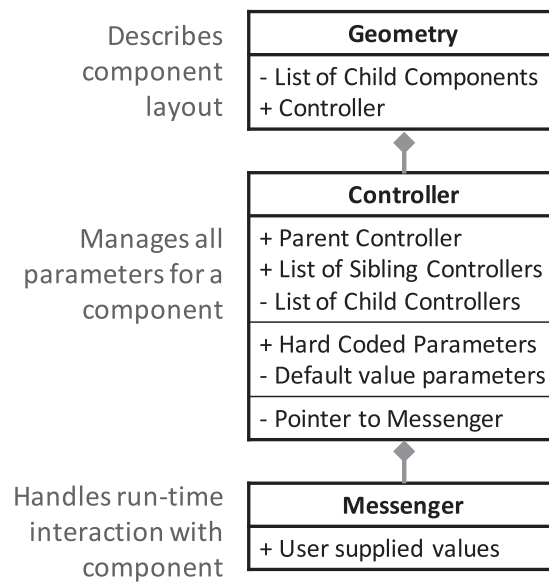 Describes
component
layout
Geometry
- List of Child Components
+ Controller
Manages all
parameters for a
component
Controller
+ Parent Controller
+ List of Sibling Controllers
- List of Child Controllers
+ Hard Coded Parameters
- Default value parameters
- Pointer to Messenger
Handles run-time
interaction with
component
Messenger
+ User supplied values